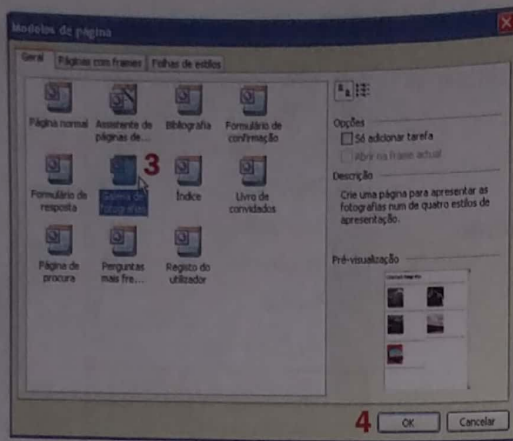 Modelos de página
Geral Páginas com frames Folhas de estilos
Página normal
Assistente de páginas de...
Bibliografia
Formulário de confirmação
Formulário de resposta
3
Galeria de fotografias
Índice
Livro de convidados
Página de procura
Perguntas mais fra...
Registo do utilizador
Opções
Só adicionar tarefa
Abrir na frame actual
Descrição
Crie uma página para apresentar as
fotografias num de quatro estilos de
apresentação.
Pré-visualização
4 OK Cancelar